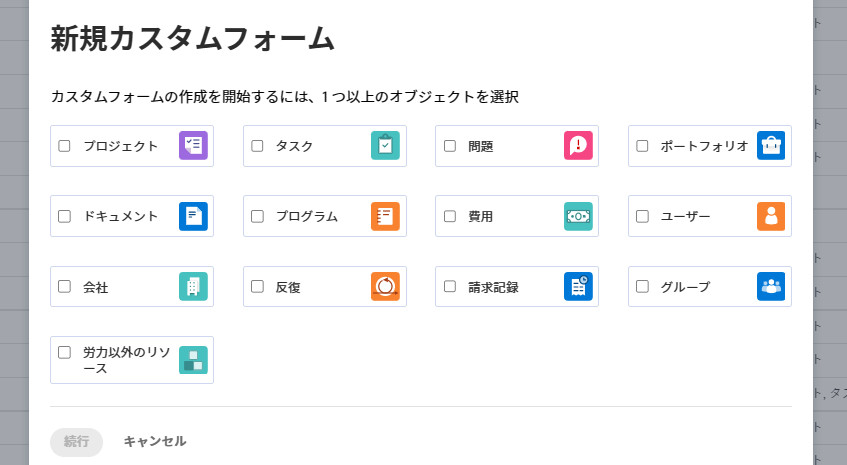 新規カスタムフォーム
カスタムフォームの作成を開始するには、1 つ以上のオブジェクトを選択
プロジェクト
タスク
問題
ポートフォリオ
ドキュメント
プログラム
費用
ユーザー
会社
反復
請求記録
グループ
労力以外のリソ
ース
続行
キャンセル
ト
ト
ト
ト
ト
ト
ト
ト
ト, タス
ト
ト